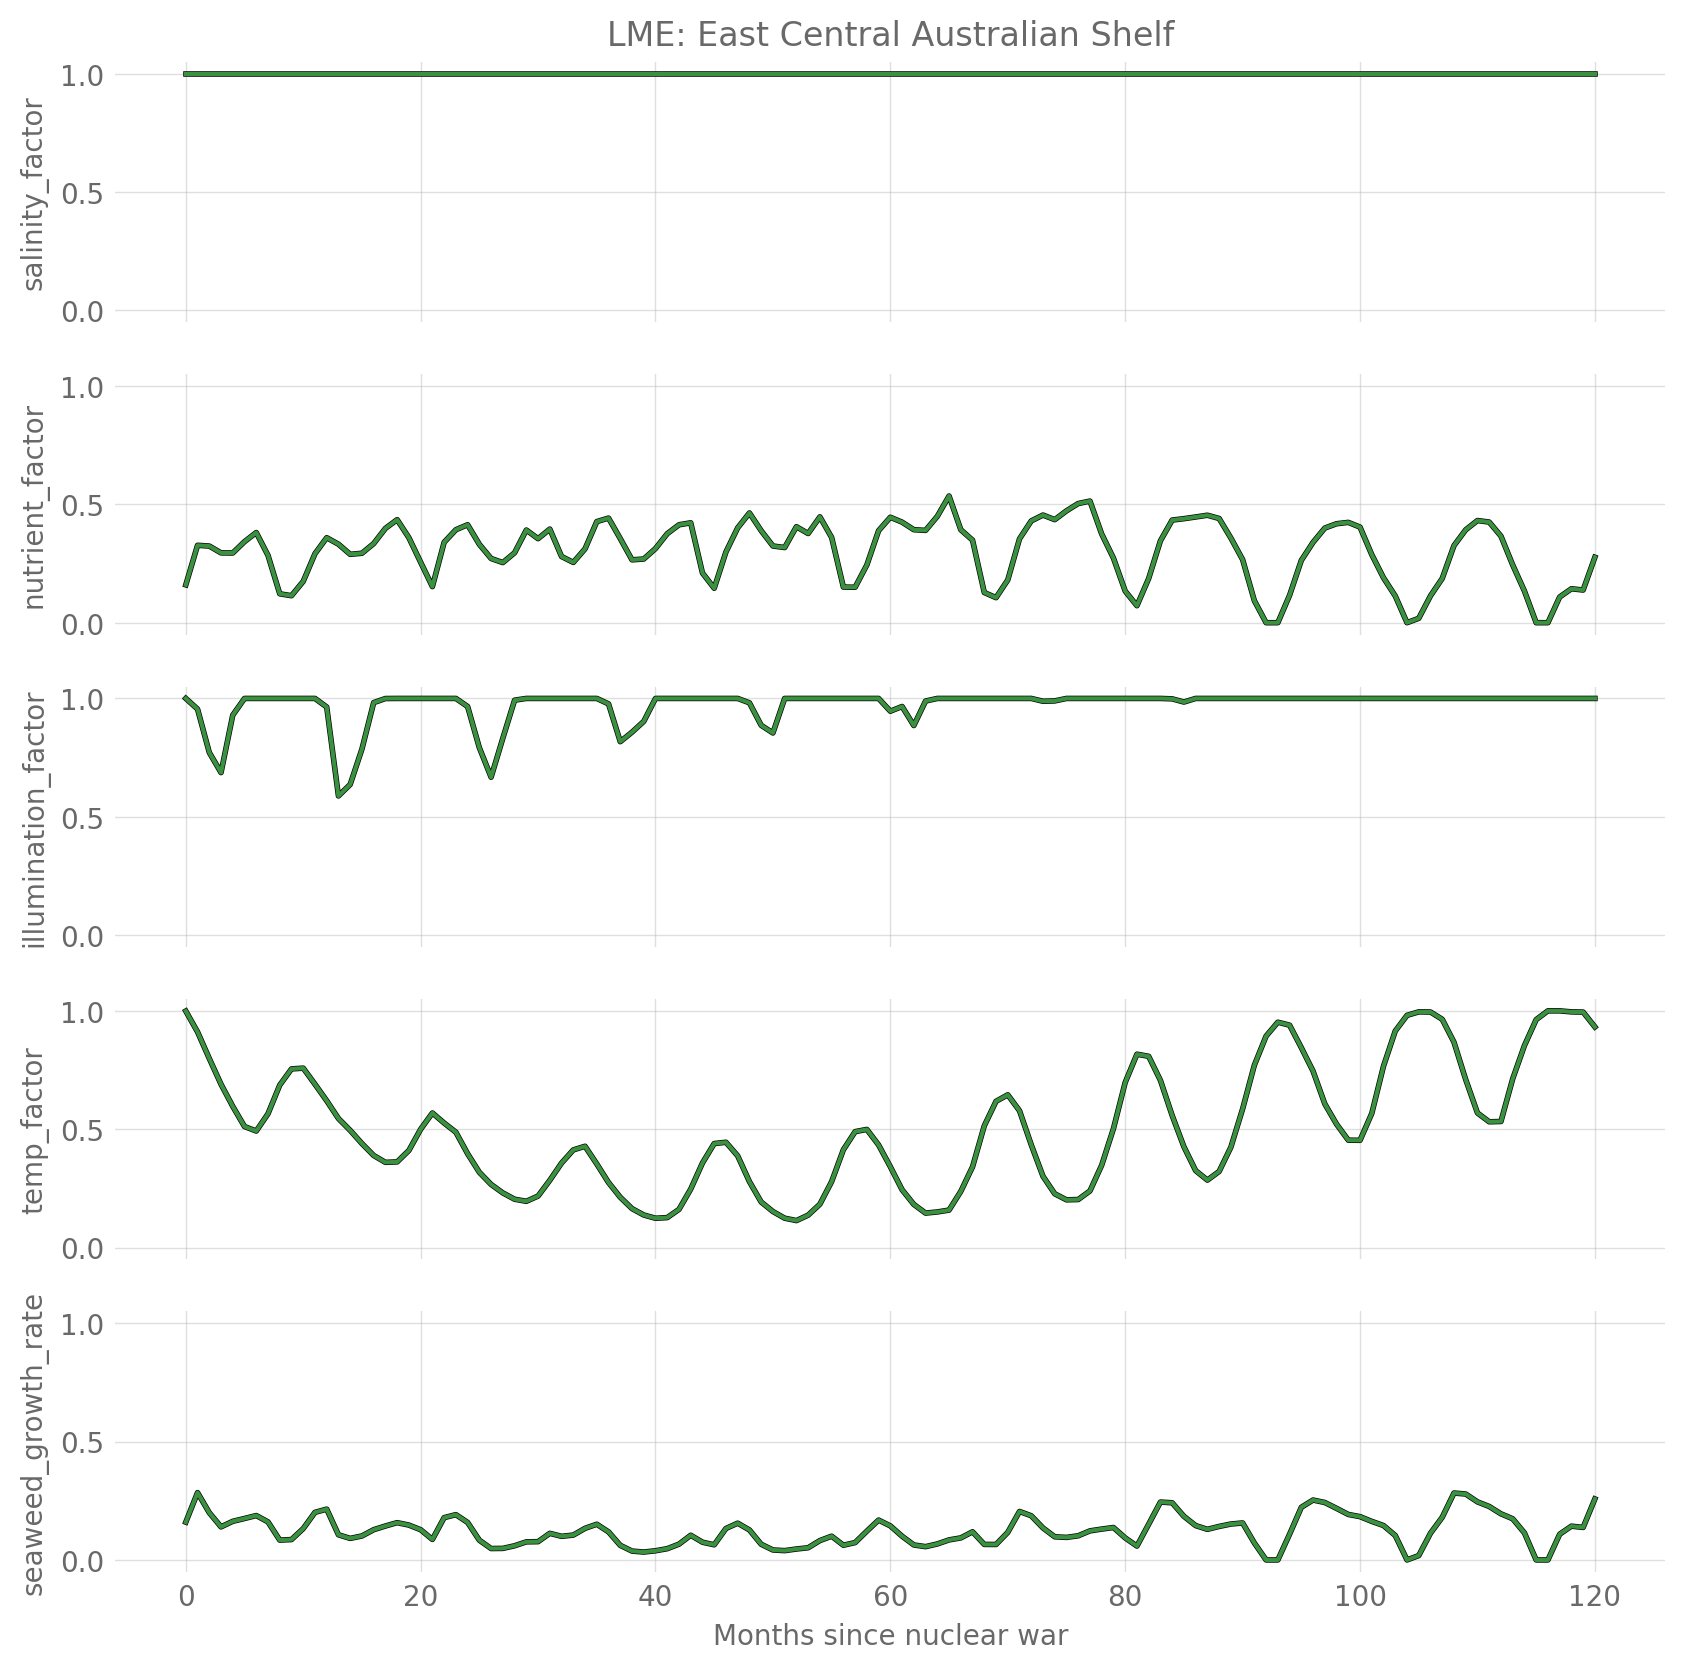 LME: East Central Australian Shelf
1.0
0.5
0.0
salinity_factor
1.0
0.5
0.0
nutrient_factor
1.0
0.5
0.0
illumination_factor
1.0
0.5
0.0
temp_factor
1.0
0.5
0.0
seaweed_growth_rate
0 20 40 60 80 100 120
Months since nuclear war